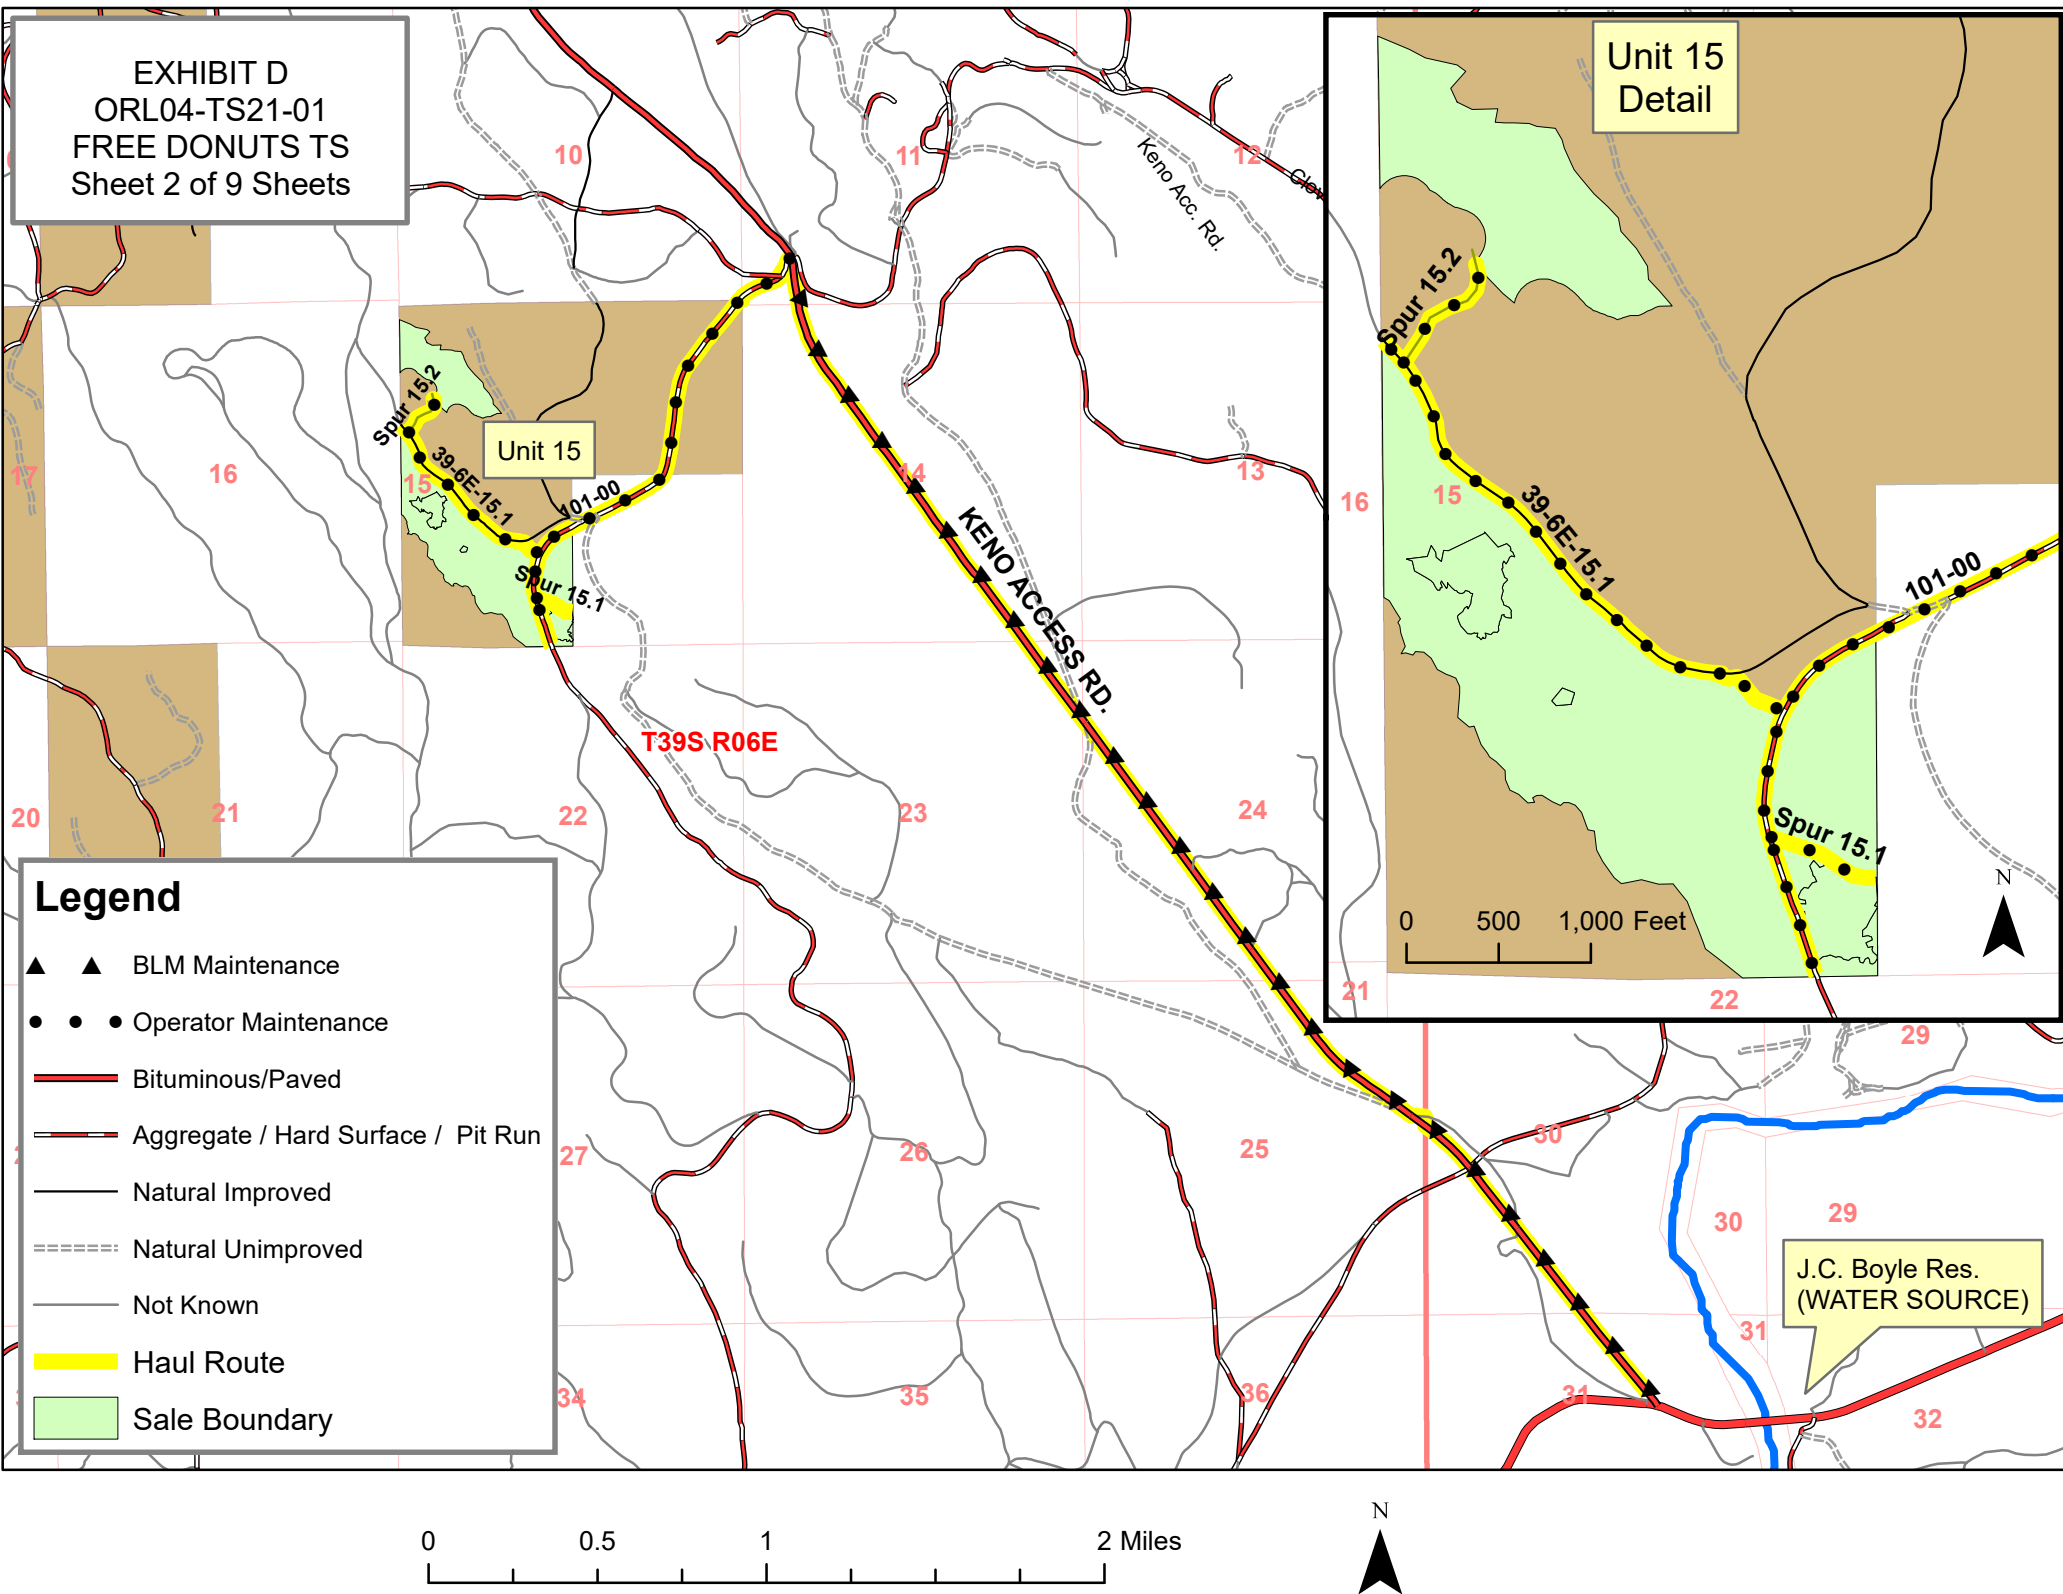 EXHIBIT D
ORL04-TS21-01
FREE DONUTS TS
Sheet 2 of 9 Sheets
10
11
12
Keno Acc. Rd.
Clov
Unit 15
Detail
Spur 15.2
15
16
39-6E-15.1
101-00
Spur 15.1
0 500 1,000 Feet
N
21
22
17
16
15
14
13
Spur 15.2
Unit 15
39-6E-15.1
101-00
Spur 15.1
KENO ACCESS RD.
T39S R06E
20
21
22
23
24
29
27
26
25
30
30
29
34
35
36
31
31
32
J.C. Boyle Res.
(WATER SOURCE)
Legend
BLM Maintenance
Operator Maintenance
Bituminous/Paved
Aggregate / Hard Surface / Pit Run
Natural Improved
Natural Unimproved
Not Known
Haul Route
Sale Boundary
0 0.5 1 2 Miles
N